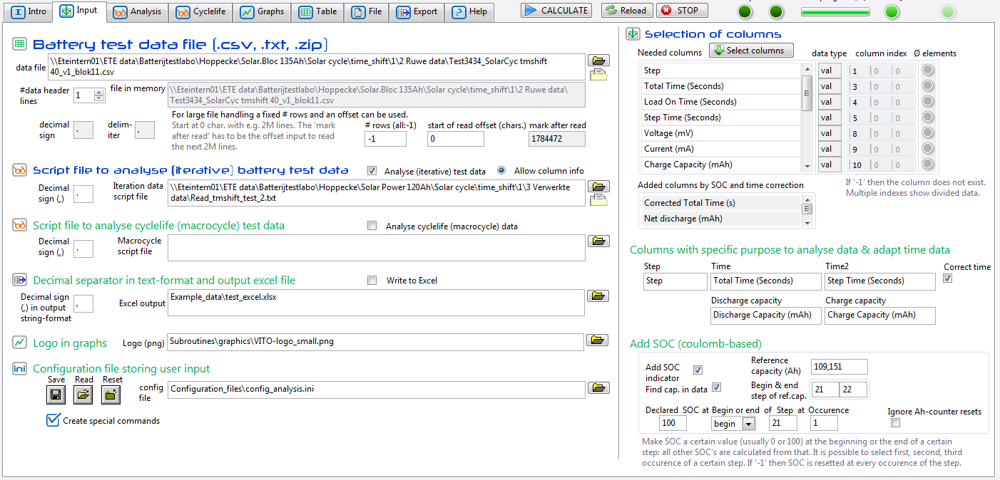 Intro Input Analysis Cyclelife Graphs Table File Export Help CALCULATE Reload STOP
Battery test data file (.csv, .txt, .zip)
data file \\Eteintern01\ETE data\Batterijtestlabo\Hoppecke\Solar.Bloc 135Ah\Solar cycle\time_shift\1\2 Ruwe data\Test3434_SolarCyc tmshift
40_v1_blok11.csv
#data header
lines
1
file in memory
\\Eteintern01\ETE data\Batterijtestlabo\Hoppecke\Solar.Bloc 135Ah\Solar cycle\time_shift\1\2 Ruwe data\
Test3434_SolarCyc tmshift 40_v1_blok11.csv
decimal
sign
.
delim-
iter
,
For large file handling a fixed # rows and an offset can be used.
Start at 0 char. with e.g. 2M lines. The 'mark
after read' has to be the offset input to read
the next 2M lines.
# rows (all:-1) start of read offset (chars.) mark after read
-1 0 1784472
Script file to analyse (iterative) battery test data
Analyse (iterative) test data Allow column info
Decimal
sign (,)
.
Iteration data
script file
\\Eteintern01\ETE data\Batterijtestlabo\Hoppecke\Solar Power 120Ah\Solar cycle\time_shift\1\3 Verwerkte
data\Read_tmshift_test_2.txt
Script file to analyse cyclelife (macrocycle) test data
Analyse cyclelife (macrocycle) data
Decimal
sign (,)
.
Macrocycle
script file
Decimal separator in text-format and output excel file
Write to Excel
Decimal sign
(,) in output
string-format
,
Excel output Example_data\test_excel.xlsx
Logo in graphs Logo (png) Subroutines\graphics\VITO-logo_small.png
ini Configuration file storing user input
Save Read Reset
config
file
Configuration_files\config_analysis.ini
Create special commands
Selection of columns
Needed columns Select columns data type column index Ø elements
Step val 1 0 0
Total Time (Seconds) val 3 0 0
Load On Time (Seconds) val 4 0 0
Step Time (Seconds) val 5 0 0
Voltage (mV) val 8 0 0
Current (mA) val 9 0 0
Charge Capacity (mAh) val 10 0 0
Added columns by SOC and time correction
If '-1' then the column does not exist.
Multiple indexes show divided data.
Corrected Total Time (s)
Net discharge (mAh)
Columns with specific purpose to analyse data & adapt time data
Step Time Time2 Correct time
Step Total Time (Seconds) Step Time (Seconds)
Discharge capacity Charge capacity
Discharge Capacity (mAh) Charge Capacity (mAh)
Add SOC (coulomb-based)
Add SOC
indicator
Reference
capacity (Ah)
109,151
Find cap. in data
Begin & end
step of ref.cap.
21 22
Declared SOC at Begin or end of Step at Occurence
100 begin 21 1
Ignore Ah-counter resets
Make SOC a certain value (usually 0 or 100) at the beginning or the end of a certain
step: all other SOC's are calculated from that. It is possible to select first, second, third
occurence of a certain step. If '-1' then SOC is resetted at every occurence of the step.